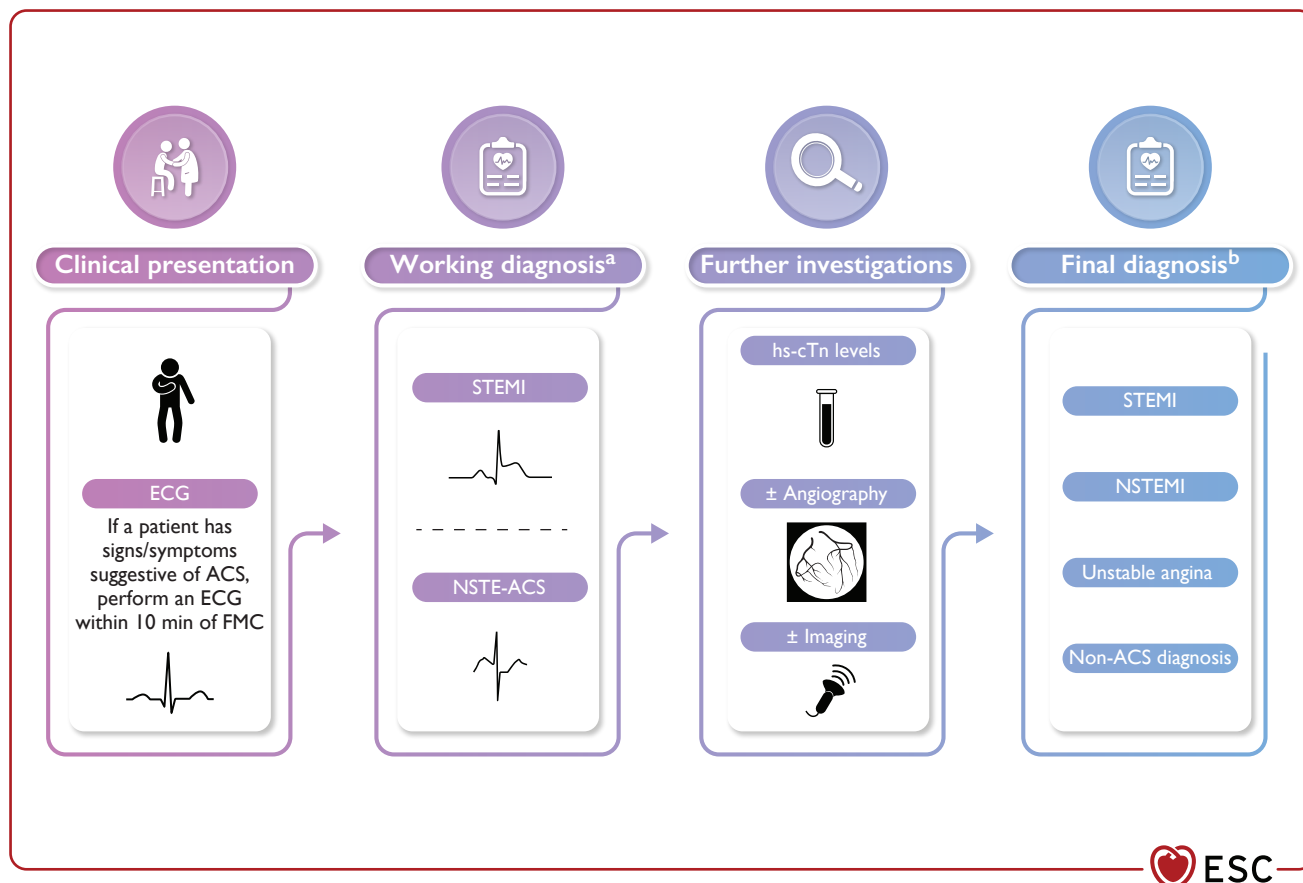 Clinical presentation
ECG
If a patient has
signs/symptoms
suggestive of ACS,
perform an ECG
within 10 min of FMC
Working diagnosisᵃ
STEMI
NSTE-ACS
Further investigations
hs-cTn levels
± Angiography
± Imaging
Final diagnosisᵇ
STEMI
NSTEMI
Unstable angina
Non-ACS diagnosis
ESC